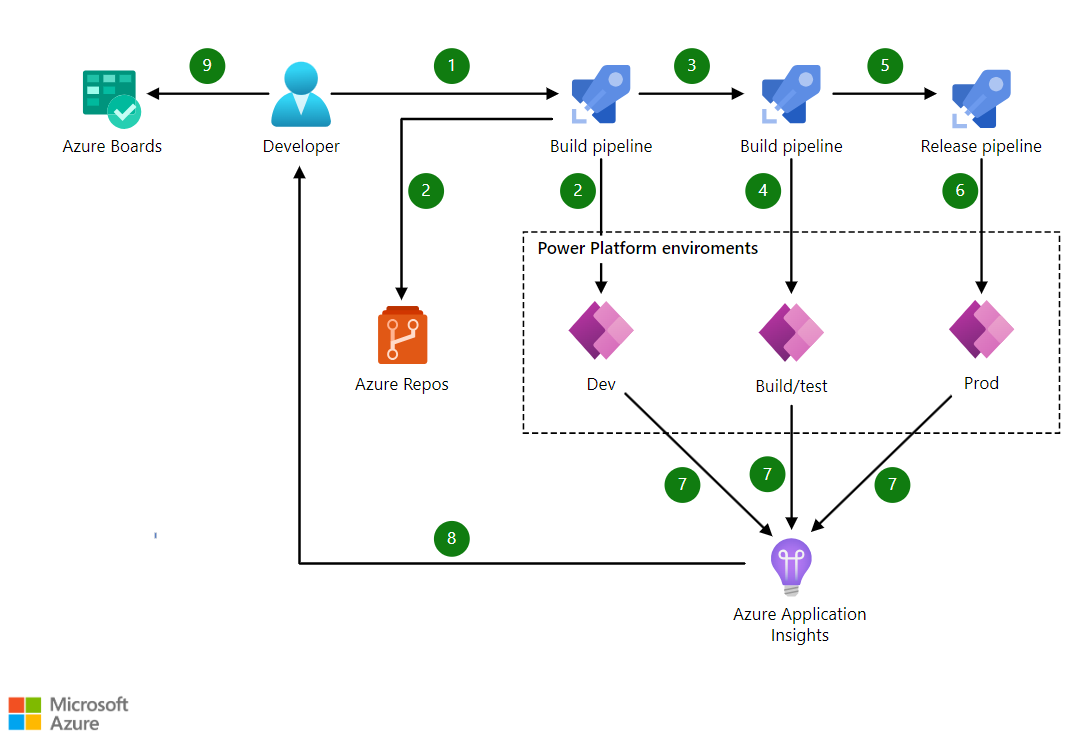 9
1
3
5
Azure Boards
Developer
Build pipeline
Build pipeline
Release pipeline
2
2
4
6
Power Platform enviroments
Azure Repos
Dev
Build/test
Prod
7
7
7
8
Azure Application
Insights
Microsoft
Azure